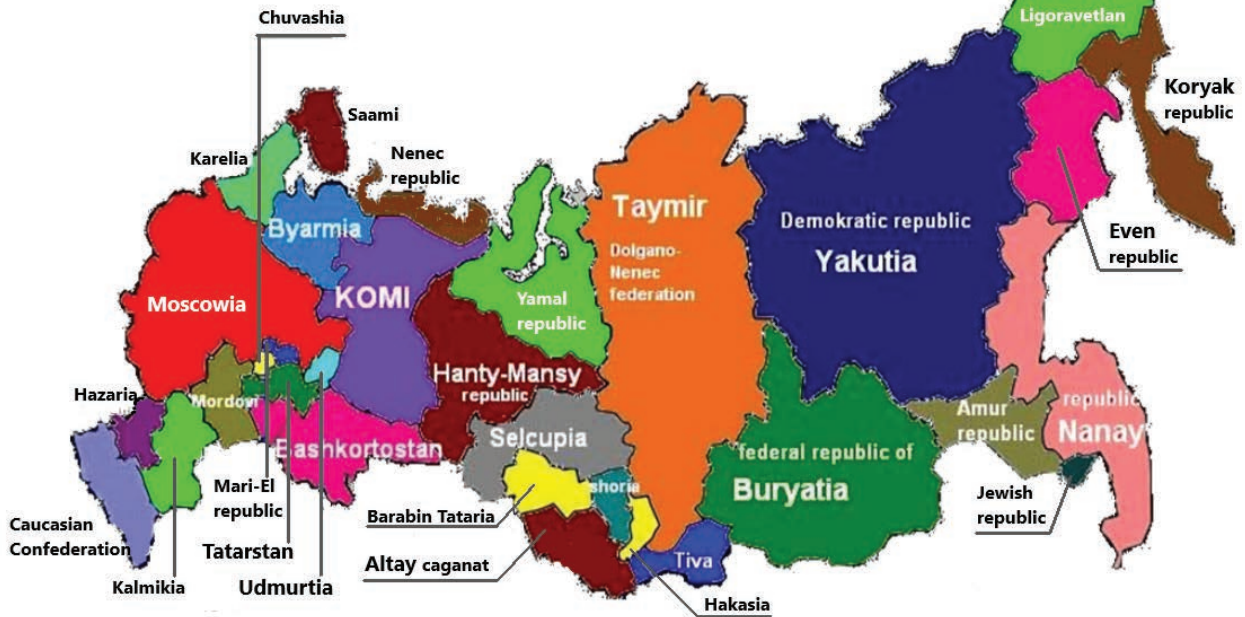 Chuvashia
Ligoravetlan
Saami
Koryak
republic
Karelia
Nenec
republic
Byarmia
Taymir
Dolgano-
Nenec
federation
Demokratic republic
Yakutia
Even
republic
Moscowia
KOMI
Yamal
republic
Hanty-Mansy
republic
Hazaria
Mordovi
Bashkortostan
Selcupia
Amur
republic
republic
Nanay
federal republic of
Buryatia
shoria
Mari-El
republic
Barabin Tataria
Jewish
republic
Caucasian
Confederation
Tatarstan
Altay caganat
Tiva
Kalmikia
Udmurtia
Hakasia